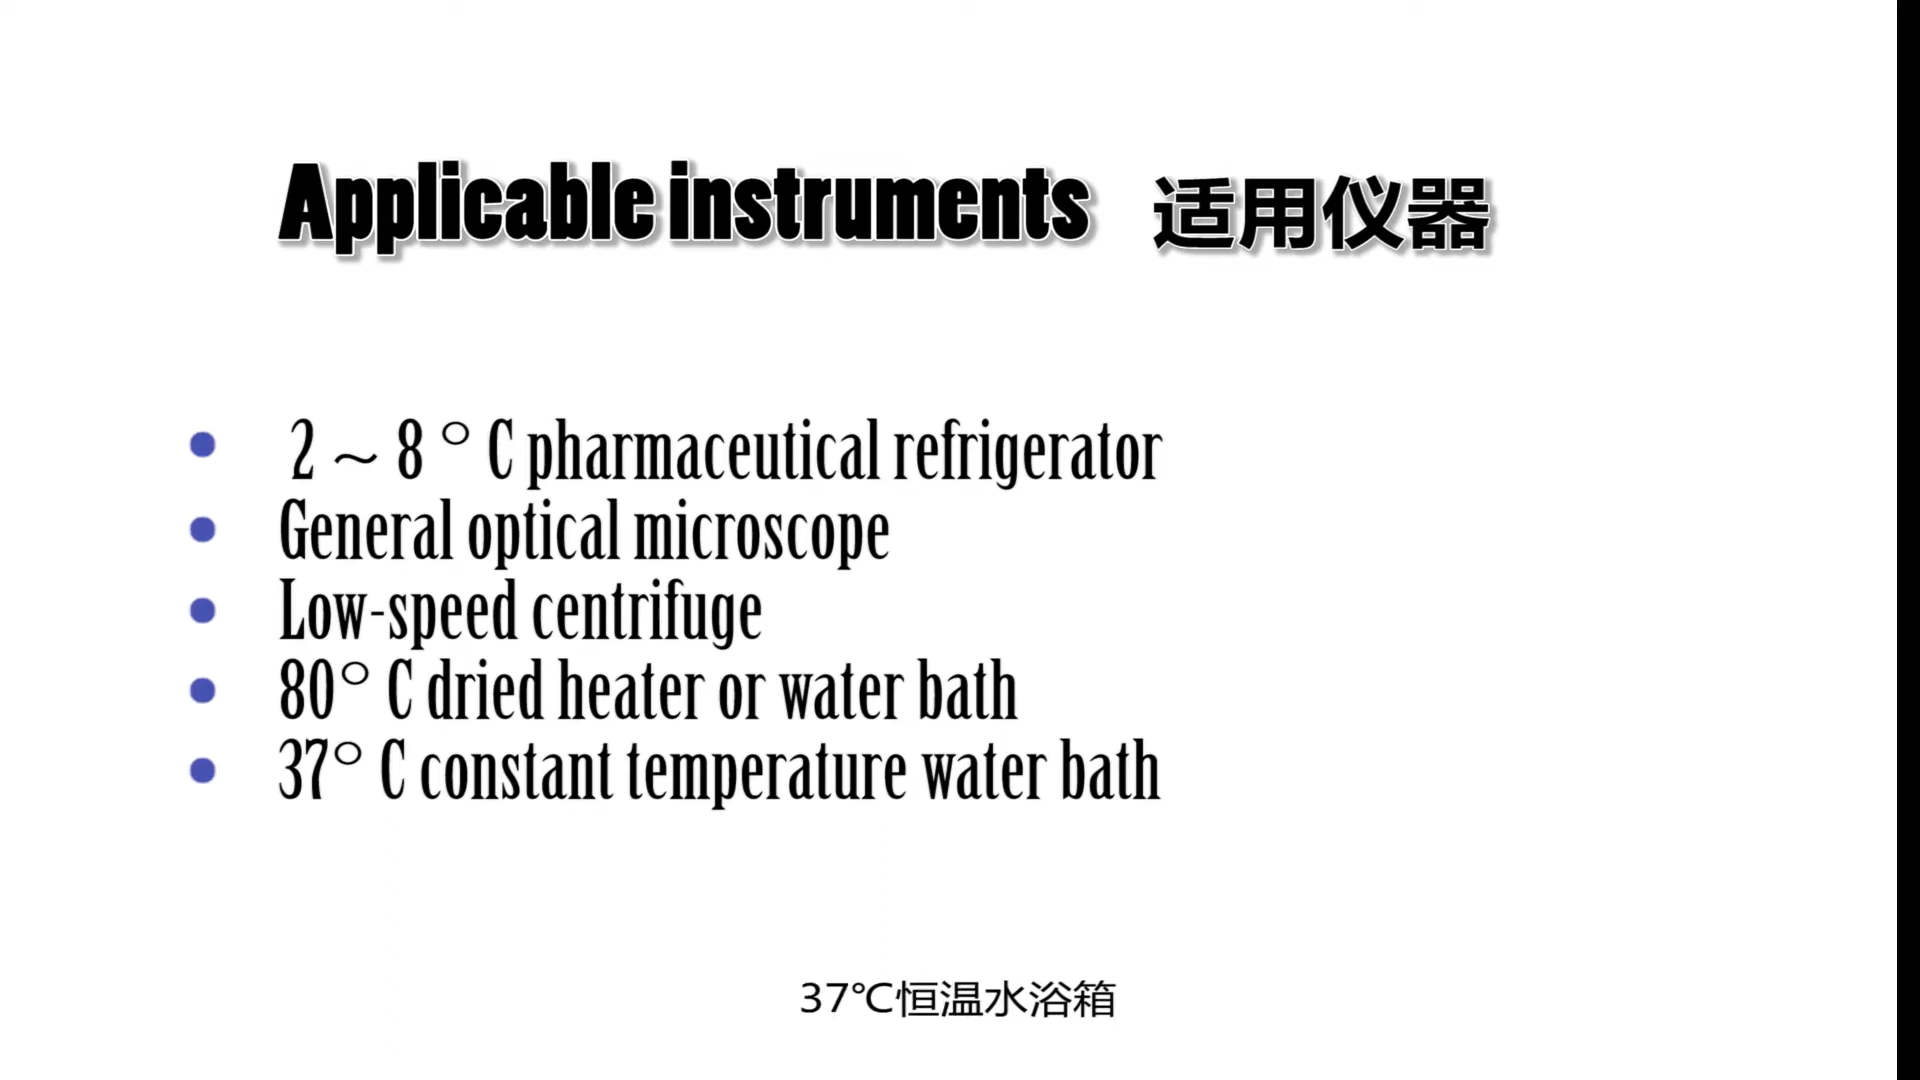 Applicable instruments 适用仪器
• 2 ~ 8 ° C pharmaceutical refrigerator
• General optical microscope
• Low-speed centrifuge
• 80° C dried heater or water bath
• 37° C constant temperature water bath
37℃恒温水浴箱